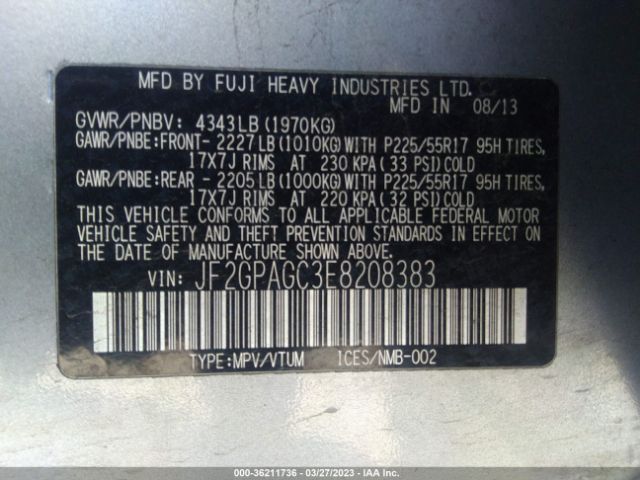 MFD BY FUJI HEAVY INDUSTRIES LTD.
MFD IN 08/13
GVWR/PNBV: 4343LB(1970KG)
GAWR/PNBE:FRONT- 2227LB(1010KG)WITH P225/55R17 95H TIRES,
17X7J RIMS AT 230 KPA(33 PSI)COLD
GAWR/PNBE:REAR - 2205LB(1000KG)WITH P225/55R17 95H TIRES,
17X7J RIMS AT 220 KPA(32 PSI)COLD
THIS VEHICLE CONFORMS TO ALL APPLICABLE FEDERAL MOTOR
VEHICLE SAFETY AND THEFT PREVENTION STANDARDS IN EFFECT ON
THE DATE OF MANUFACTURE SHOWN ABOVE.
VIN: JF2GPAGC3E8208383
TYPE:MPV/VTUM ICES/NMB-002
000-36211736 - 03/27/2023 - IAA Inc.